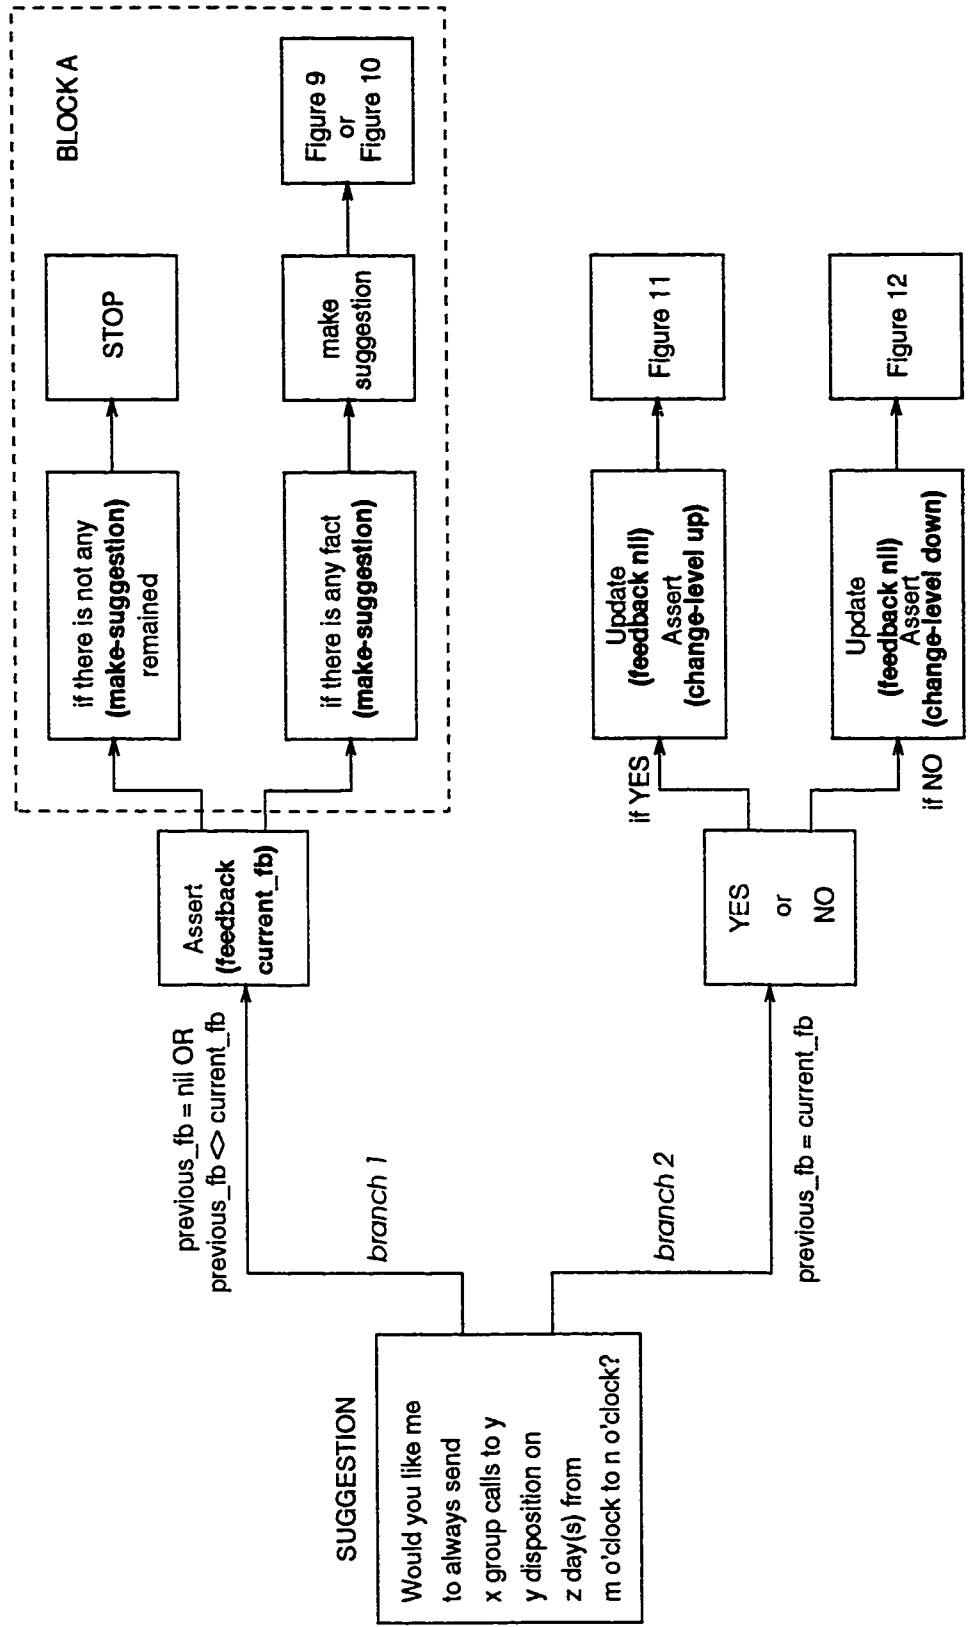 SUGGESTION
Would you like me
to always send
x group calls to y
y disposition on
z day(s) from
m o'clock to n o'clock?
branch 1
previous_fb = nil OR
previous_fb <> current_fb
Assert
(feedback
current_fb)
BLOCK A
if there is not any
(make-suggestion)
remained
STOP
if there is any fact
(make-suggestion)
make
suggestion
Figure 9
or
Figure 10
branch 2
previous_fb = current_fb
YES
or
NO
if YES
Update
(feedback nil)
Assert
(change-level up)
Figure 11
if NO
Update
(feedback nil)
Assert
(change-level down)
Figure 12